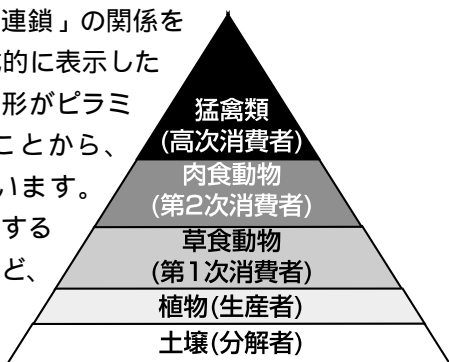 連鎖」の関係を
的に表示した
形がピラミ
ことから、
います。
する
ど、
猛禽類
(高次消費者)
肉食動物
(第2次消費者)
草食動物
(第1次消費者)
植物(生産者)
土壌(分解者)